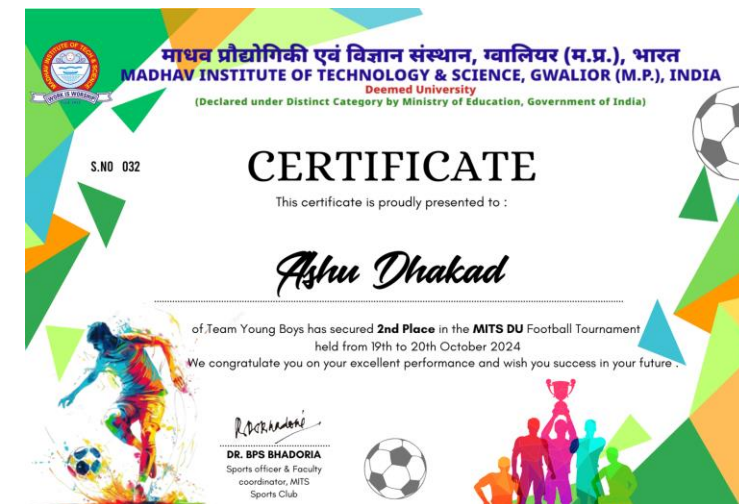 माधव प्रौद्योगिकी एवं विज्ञान संस्थान, ग्वालियर (म.प्र.), भारत
MADHAV INSTITUTE OF TECHNOLOGY & SCIENCE, GWALIOR (M.P.), INDIA
Deemed University
(Declared under Distinct Category by Ministry of Education, Government of India)
WORK IS WORSHIP
S.NO 032
CERTIFICATE
This certificate is proudly presented to :
Ashu Dhakad
of Team Young Boys has secured 2nd Place in the MITS DU Football Tournament
held from 19th to 20th October 2024
We congratulate you on your excellent performance and wish you success in your future .
DR. BPS BHADORIA
Sports officer & Faculty
coordinator, MITS
Sports Club